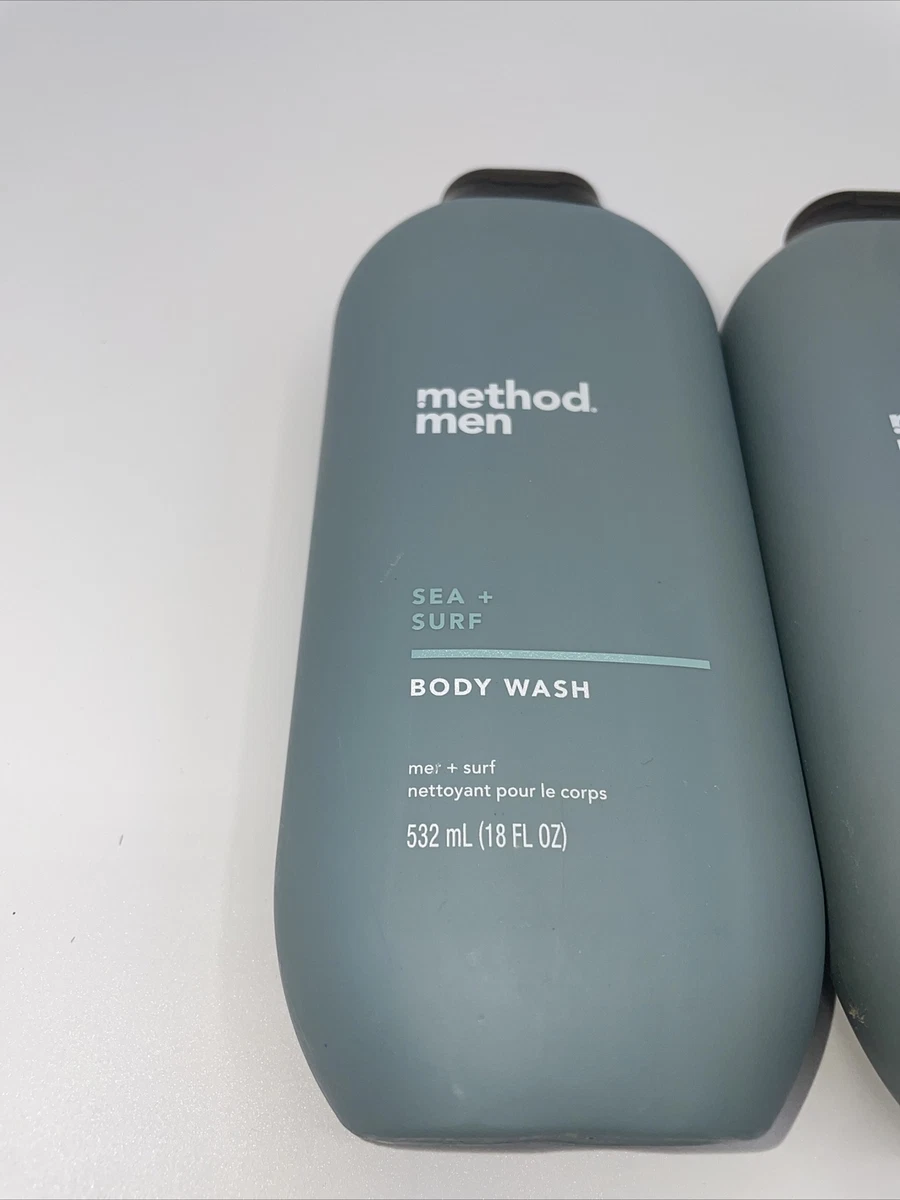 method.
men
SEA +
SURF
BODY WASH
mer + surf
nettoyant pour le corps
532 mL (18 FL OZ)